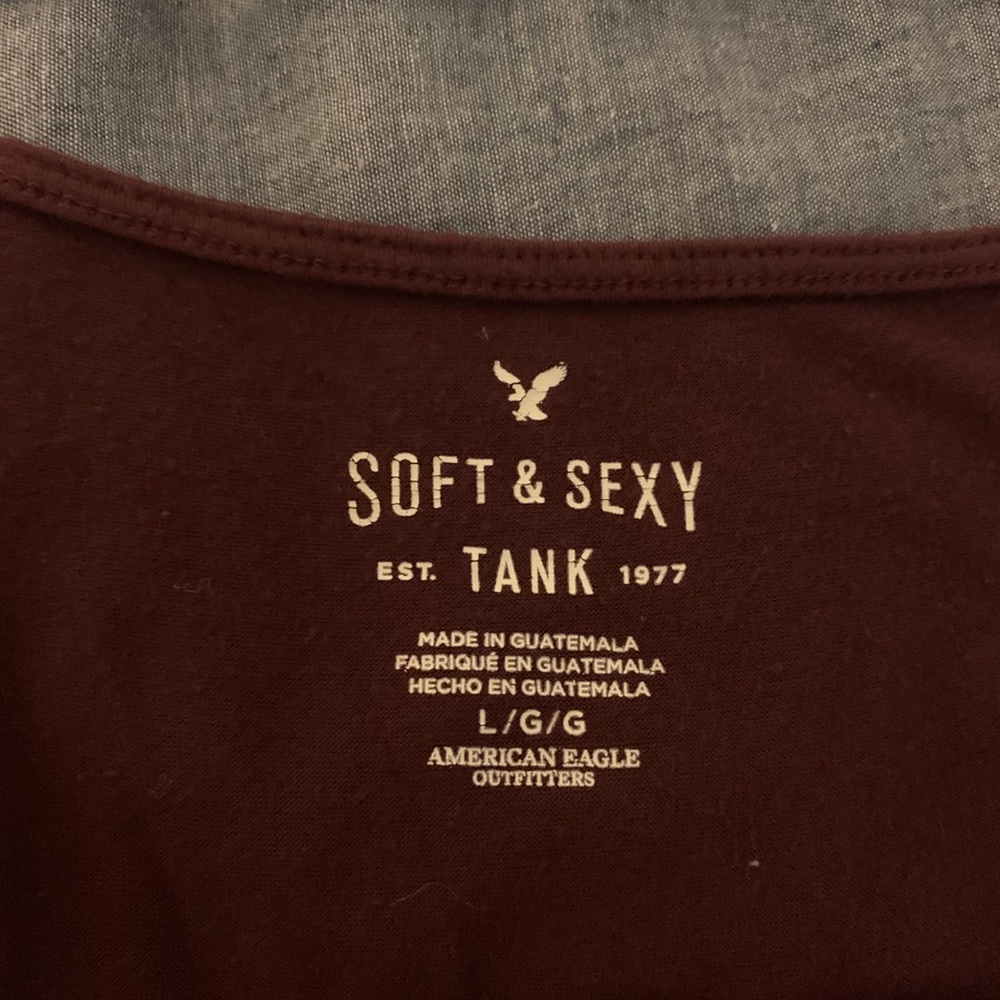 SOFT & SEXY
EST. TANK 1977
MADE IN GUATEMALA
FABRIQUÉ EN GUATEMALA
HECHO EN GUATEMALA
L/G/G
AMERICAN EAGLE
OUTFITTERS